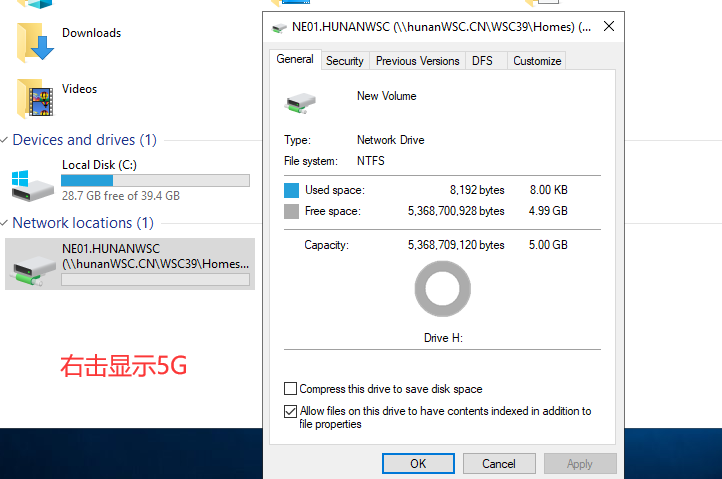 Downloads
Videos
Devices and drives (1)
Local Disk (C:)
28.7 GB free of 39.4 GB
Network locations (1)
NE01.HUNANWSC
(\\hunanWSC.CN\WSC39\Homes...
右击显示5G
NE01.HUNANWSC (\\hunanWSC.CN\WSC39\Homes) (...
General Security Previous Versions DFS Customize
New Volume
Type: Network Drive
File system: NTFS
Used space: 8,192 bytes 8.00 KB
Free space: 5,368,700,928 bytes 4.99 GB
Capacity: 5,368,709,120 bytes 5.00 GB
Drive H:
Compress this drive to save disk space
Allow files on this drive to have contents indexed in addition to
file properties
OK Cancel Apply